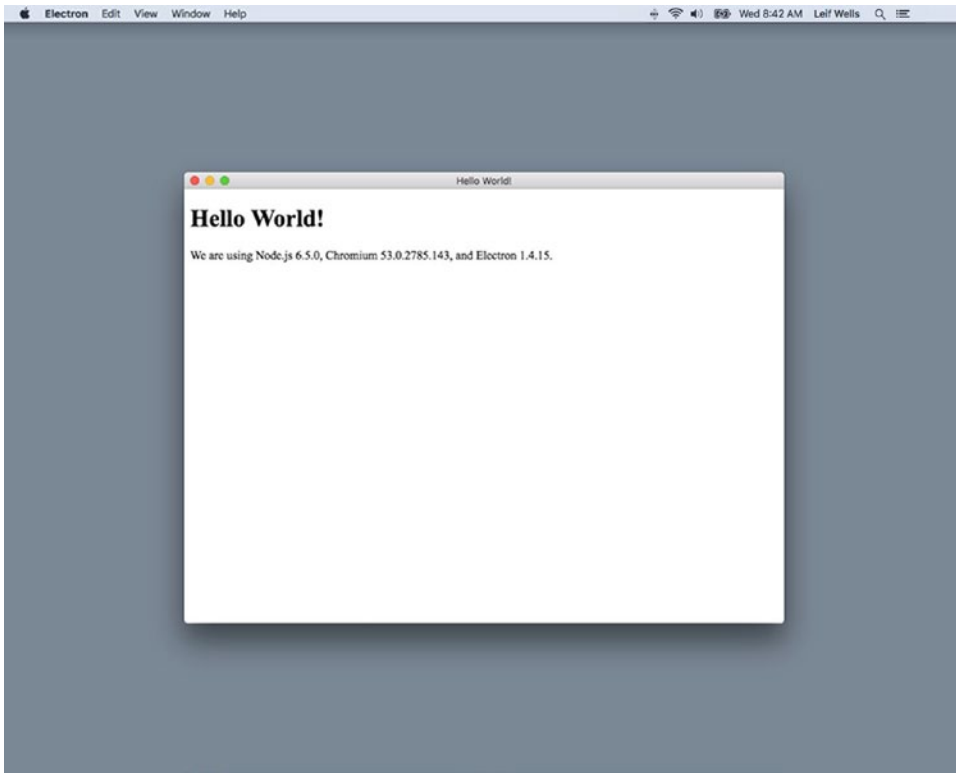 Electron Edit View Window Help Wed 8:42 AM Leif Wells
Hello World!
Hello World!
We are using Node.js 6.5.0, Chromium 53.0.2785.143, and Electron 1.4.15.